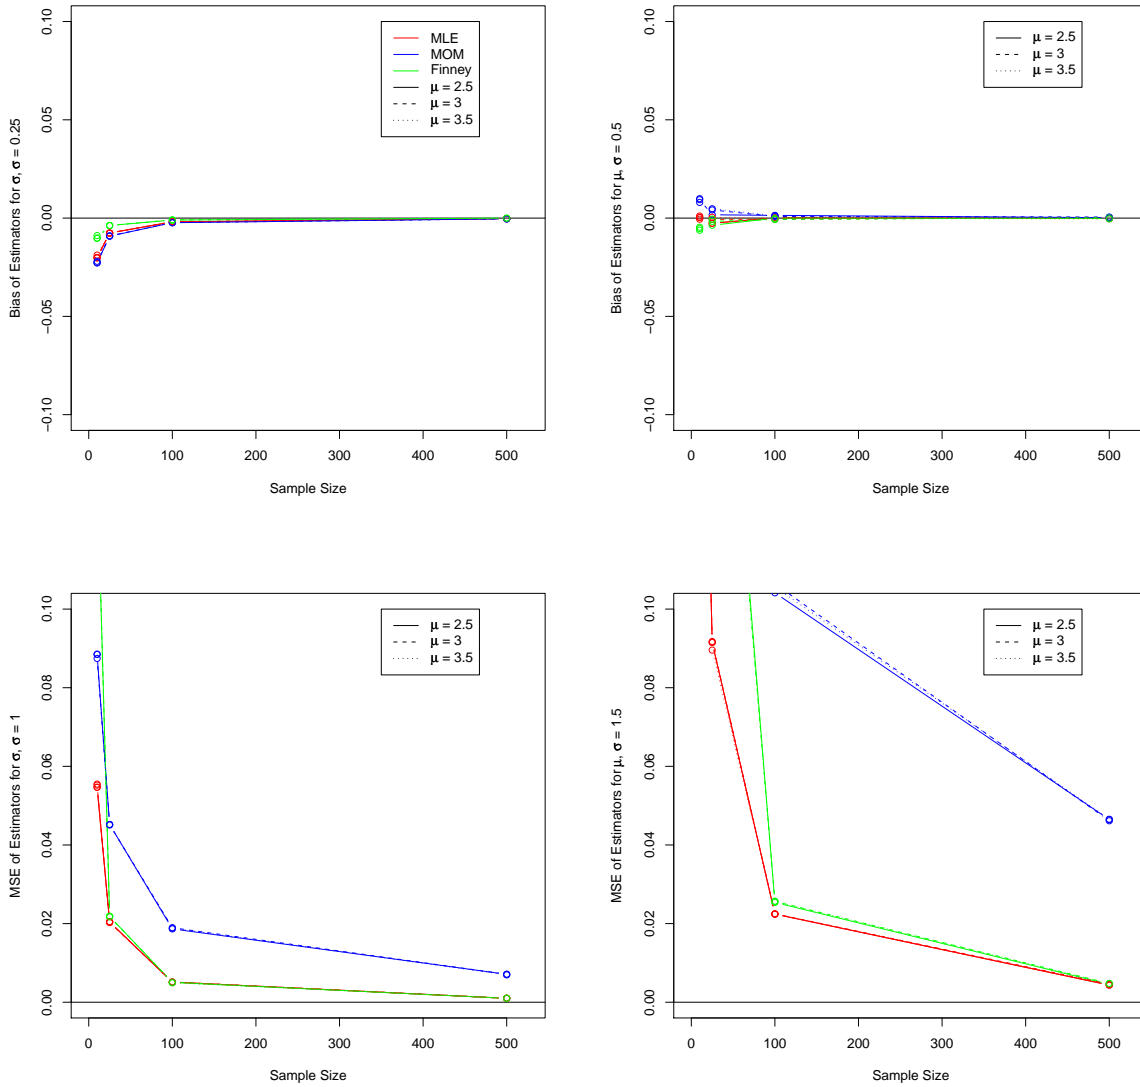 Bias of Estimators for σ, σ = 0.25
0.10
0.05
0.00
−0.05
−0.10
0 100 200 300 400 500
Sample Size
MLE
MOM
Finney
μ = 2.5
μ = 3
μ = 3.5
Bias of Estimators for μ, σ = 0.5
0.10
0.05
0.00
−0.05
−0.10
0 100 200 300 400 500
Sample Size
μ = 2.5
μ = 3
μ = 3.5
MSE of Estimators for σ, σ = 1
0.10
0.08
0.06
0.04
0.02
0.00
0 100 200 300 400 500
Sample Size
μ = 2.5
μ = 3
μ = 3.5
MSE of Estimators for μ, σ = 1.5
0.10
0.08
0.06
0.04
0.02
0.00
0 100 200 300 400 500
Sample Size
μ = 2.5
μ = 3
μ = 3.5